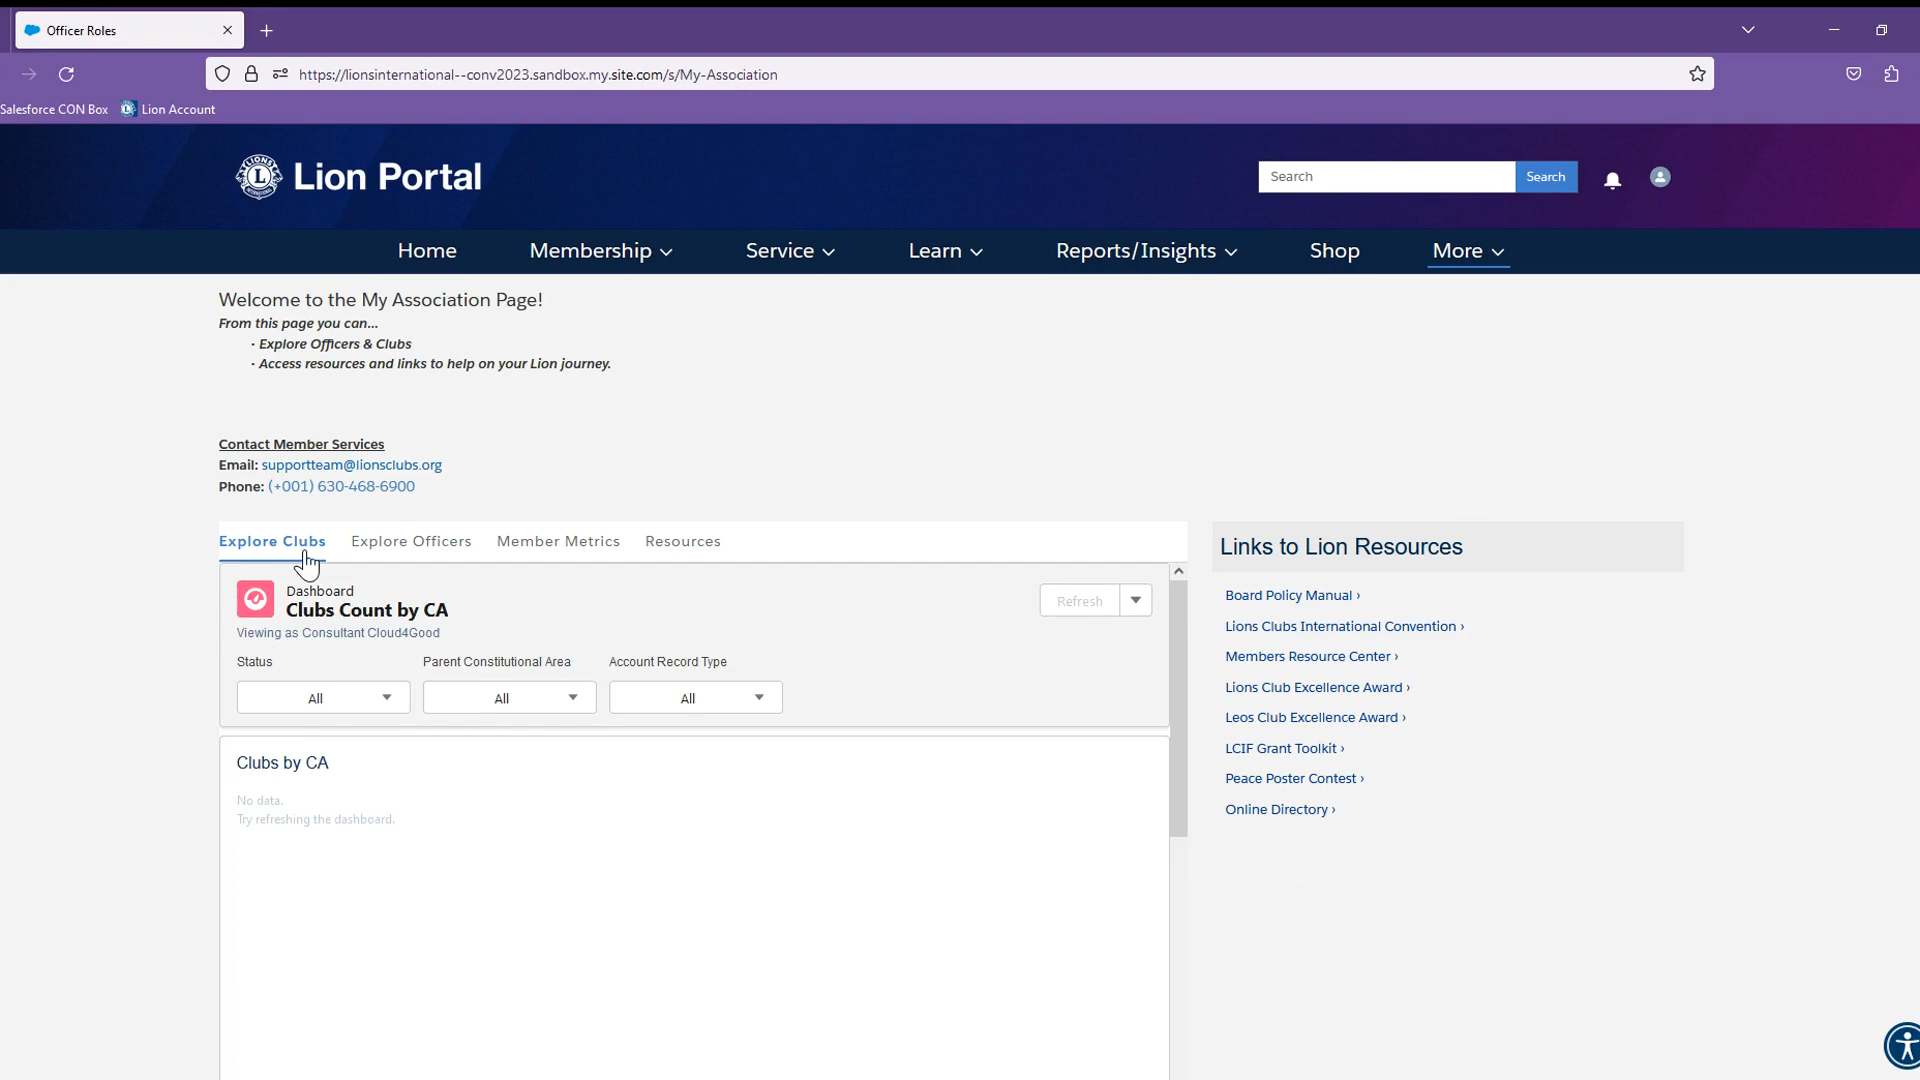 Officer Roles
https://lionsinternational--conv2023.sandbox.my.site.com/s/My-Association
Salesforce CON Box
Lion Account
Lion Portal
Search
Search
Home
Membership
Service
Learn
Reports/Insights
Shop
More
Welcome to the My Association Page!
From this page you can...
· Explore Officers & Clubs
· Access resources and links to help on your Lion journey.
Contact Member Services
Email: supportteam@lionsclubs.org
Phone: (+001) 630-468-6900
Explore Clubs
Explore Officers
Member Metrics
Resources
Dashboard
Clubs Count by CA
Viewing as Consultant Cloud4Good
Refresh
Status
Parent Constitutional Area
Account Record Type
All
All
All
Clubs by CA
No data.
Try refreshing the dashboard.
Links to Lion Resources
Board Policy Manual ›
Lions Clubs International Convention ›
Members Resource Center ›
Lions Club Excellence Award ›
Leos Club Excellence Award ›
LCIF Grant Toolkit ›
Peace Poster Contest ›
Online Directory ›